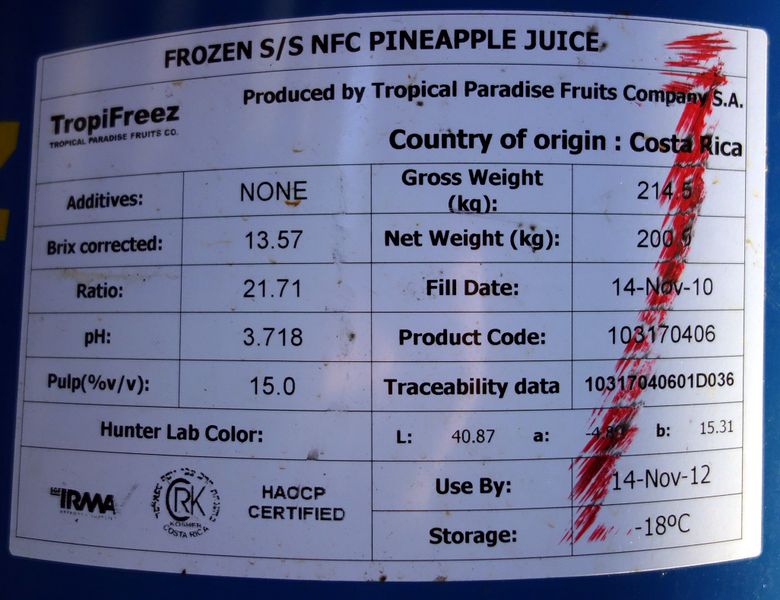 FROZEN S/S NFC PINEAPPLE JUICE
TropiFreez
TROPICAL PARADISE FRUITS CO.
Produced by Tropical Paradise Fruits Company S.A.
Country of origin : Costa Rica
Additives: NONE Gross Weight (kg): 214.5
Brix corrected: 13.57 Net Weight (kg): 200
Ratio: 21.71 Fill Date: 14-Nov-10
pH: 3.718 Product Code: 103170406
Pulp(%v/v): 15.0 Traceability data 10317040601D036
Hunter Lab Color: L: 40.87 a: b: 15.31
IRMA
CRK
KOSHER
COSTA RICA
HACCP
CERTIFIED
Use By: 14-Nov-12
Storage: -18ºC